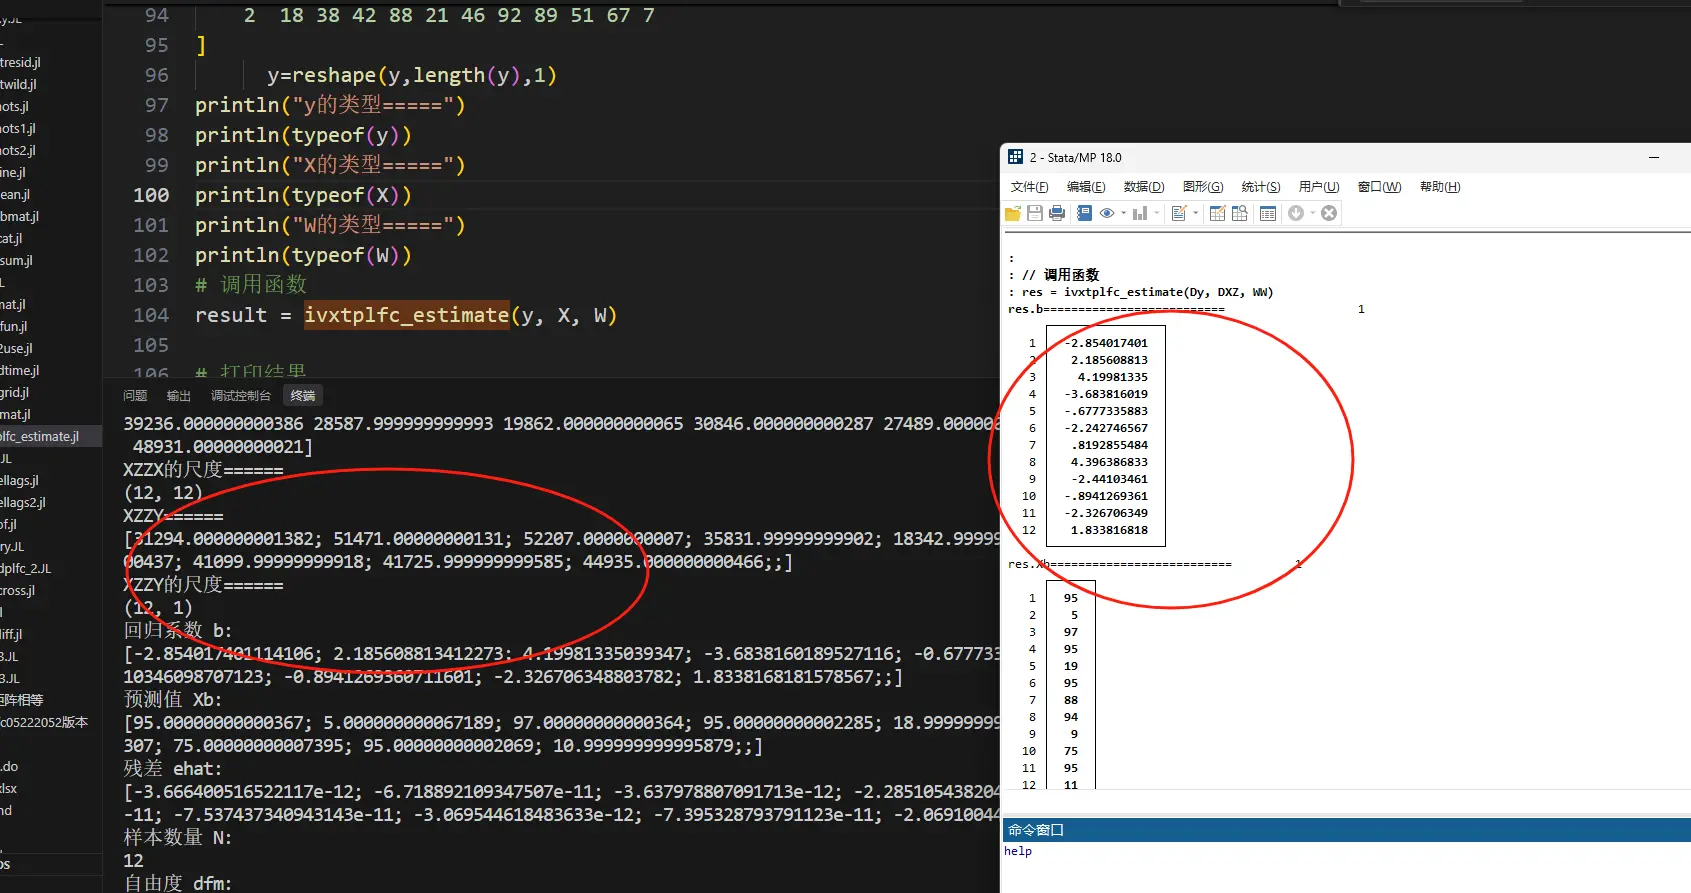 y.JL
tresid.jl
twild.jl
nots.jl
nots1.jl
nots2.jl
ine.jl
ean.jl
bmat.jl
cat.jl
sum.jl
L
nat.jl
fun.jl
2use.jl
dtime.jl
grid.jl
mat.jl
plfc_estimate.jl
JL
ellags.jl
ellags2.jl
of.jl
ry.JL
dplfc_2.JL
cross.jl
l
diff.jl
3.JL
3.JL
矩阵相等
c05222052版本
.do
xlsx
nd
os
94 2 18 38 42 88 21 46 92 89 51 67 7
95 ]
96 y=reshape(y,length(y),1)
97 println("y的类型=====")
98 println(typeof(y))
99 println("X的类型=====")
100 println(typeof(X))
101 println("W的类型=====")
102 println(typeof(W))
103 # 调用函数
104 result = ivxtplfc_estimate(y, X, W)
105
106 # 打印结果
问题 输出 调试控制台 终端
39236.000000000386 28587.999999999993 19862.000000000065 30846.000000000287 27489.000006
48931.00000000021]
XZZX的尺度======
(12, 12)
XZZY======
[31294.000000001382; 51471.00000000131; 52207.0000000007; 35831.99999999902; 18342.9999
00437; 41099.99999999918; 41725.999999999585; 44935.000000000466;;]
XZZY的尺度======
(12, 1)
回归系数 b:
[-2.854017401114106; 2.185608813412273; 4.19981335039347; -3.6838160189527116; -0.67773
10346098707123; -0.8941269360711601; -2.326706348803782; 1.8338168181578567;;]
预测值 Xb:
[95.00000000000367; 5.000000000067189; 97.00000000000364; 95.00000000002285; 18.9999999
307; 75.00000000007395; 95.00000000002069; 10.999999999995879;;]
残差 ehat:
[-3.666400516522117e-12; -6.718892109347507e-11; -3.637978807091713e-12; -2.28510543820
-11; -7.537437340943143e-11; -3.069544618483633e-12; -7.395328793791123e-11; -2.0691004
样本数量 N:
12
自由度 dfm:
2 - Stata/MP 18.0
文件(F) 编辑(E) 数据(D) 图形(G) 统计(S) 用户(U) 窗口(W) 帮助(H)
:
: // 调用函数
: res = ivxtplfc_estimate(Dy, DXZ, WW)
res.b========================== 1
1 -2.854017401
2 2.185608813
3 4.19981335
4 -3.683816019
5 -.6777335883
6 -2.242746567
7 .8192855484
8 4.396386833
9 -2.44103461
10 -.8941269361
11 -2.326706349
12 1.833816818
res.Xb========================== 1
1 95
2 5
3 97
4 95
5 19
6 95
7 88
8 94
9 9
10 75
11 95
12 11
命令窗口
help